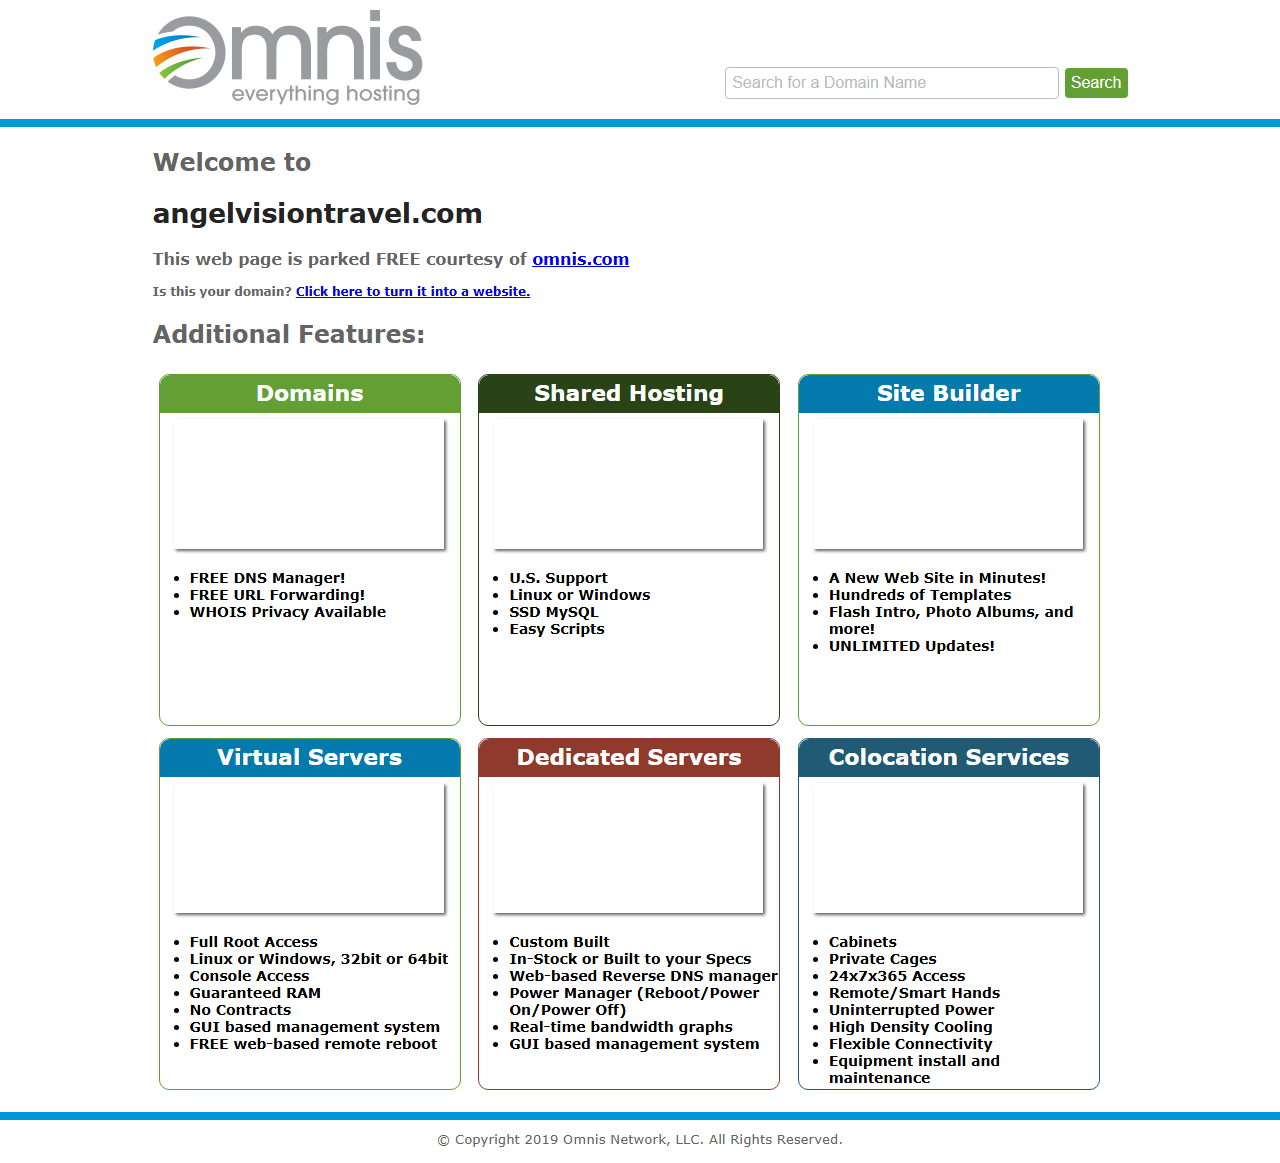 Omnis
everything hosting
Search for a Domain Name
Search
Welcome to
angelvisiontravel.com
This web page is parked FREE courtesy of omnis.com
Is this your domain? Click here to turn it into a website.
Additional Features:
Domains
FREE DNS Manager!
FREE URL Forwarding!
WHOIS Privacy Available
Shared Hosting
U.S. Support
Linux or Windows
SSD MySQL
Easy Scripts
Site Builder
A New Web Site in Minutes!
Hundreds of Templates
Flash Intro, Photo Albums, and
more!
UNLIMITED Updates!
Virtual Servers
Full Root Access
Linux or Windows, 32bit or 64bit
Console Access
Guaranteed RAM
No Contracts
GUI based management system
FREE web-based remote reboot
Dedicated Servers
Custom Built
In-Stock or Built to your Specs
Web-based Reverse DNS manager
Power Manager (Reboot/Power
On/Power Off)
Real-time bandwidth graphs
GUI based management system
Colocation Services
Cabinets
Private Cages
24x7x365 Access
Remote/Smart Hands
Uninterrupted Power
High Density Cooling
Flexible Connectivity
Equipment install and
maintenance
© Copyright 2019 Omnis Network, LLC. All Rights Reserved.